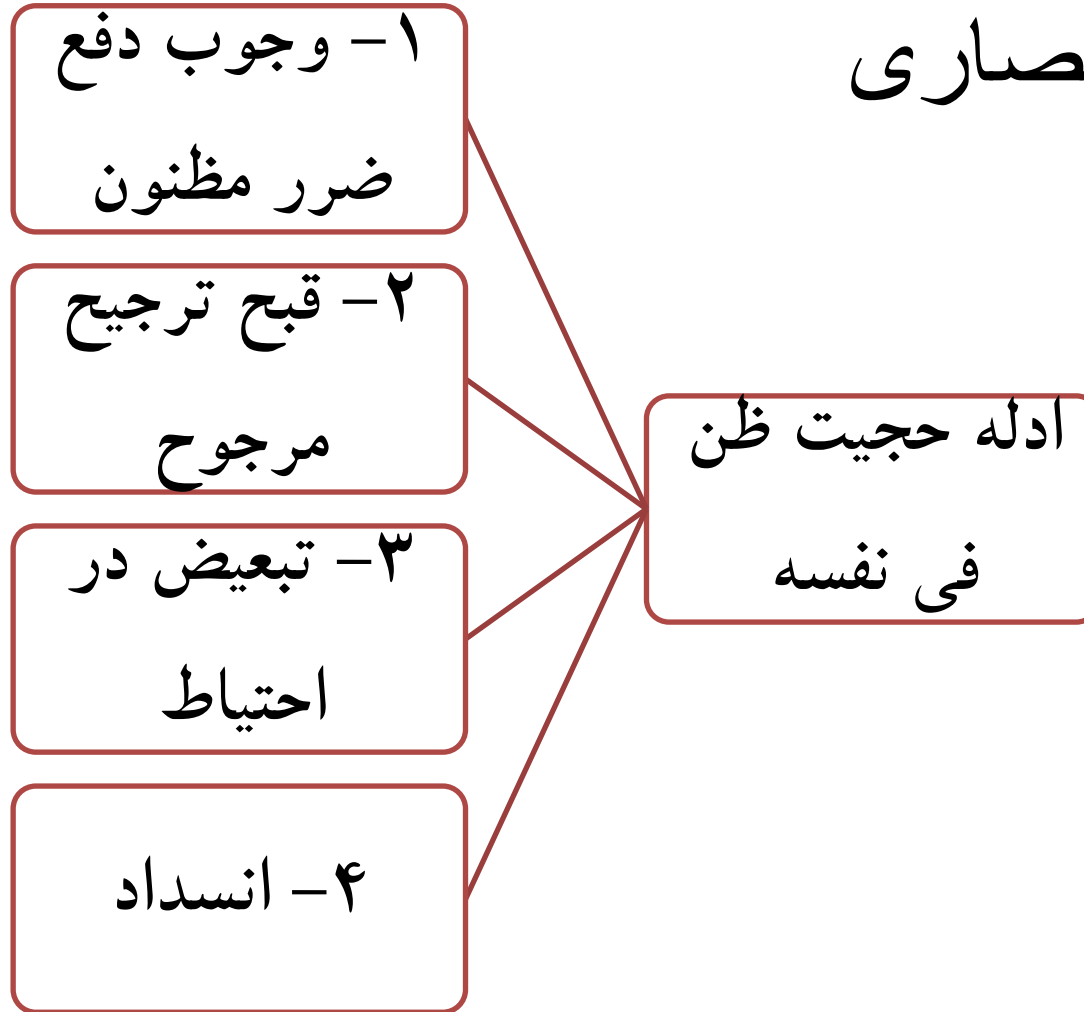 صاری
ادله حجیت ظن
فی نفسه
۱- وجوب دفع
ضرر مظنون
۲- قبح ترجیح
مرجوح
۳- تبعیض در
احتیاط
۴- انسداد